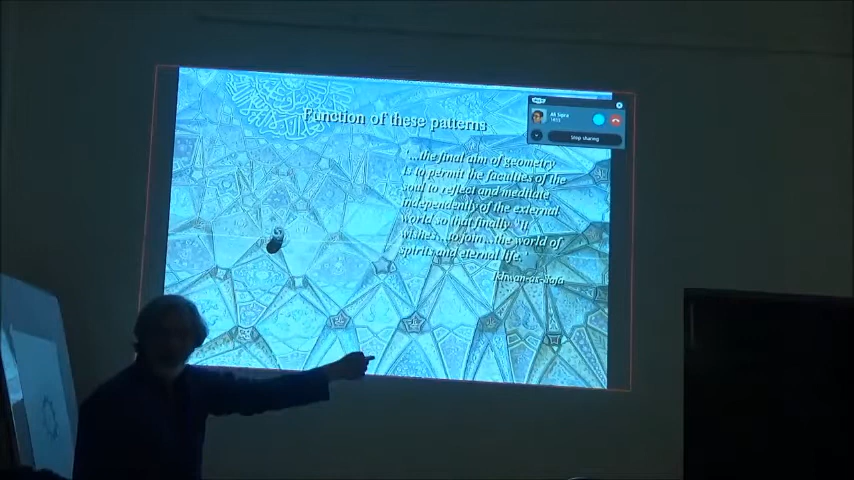 Function of these patterns
"...the final aim of geometry
is to permit the faculties of the
soul to reflect and meditate
independently of the external
world so that finally "it
wishes...to join...the world of
spirits and eternal life."
Ikhwan-as-Safa
Stop sharing